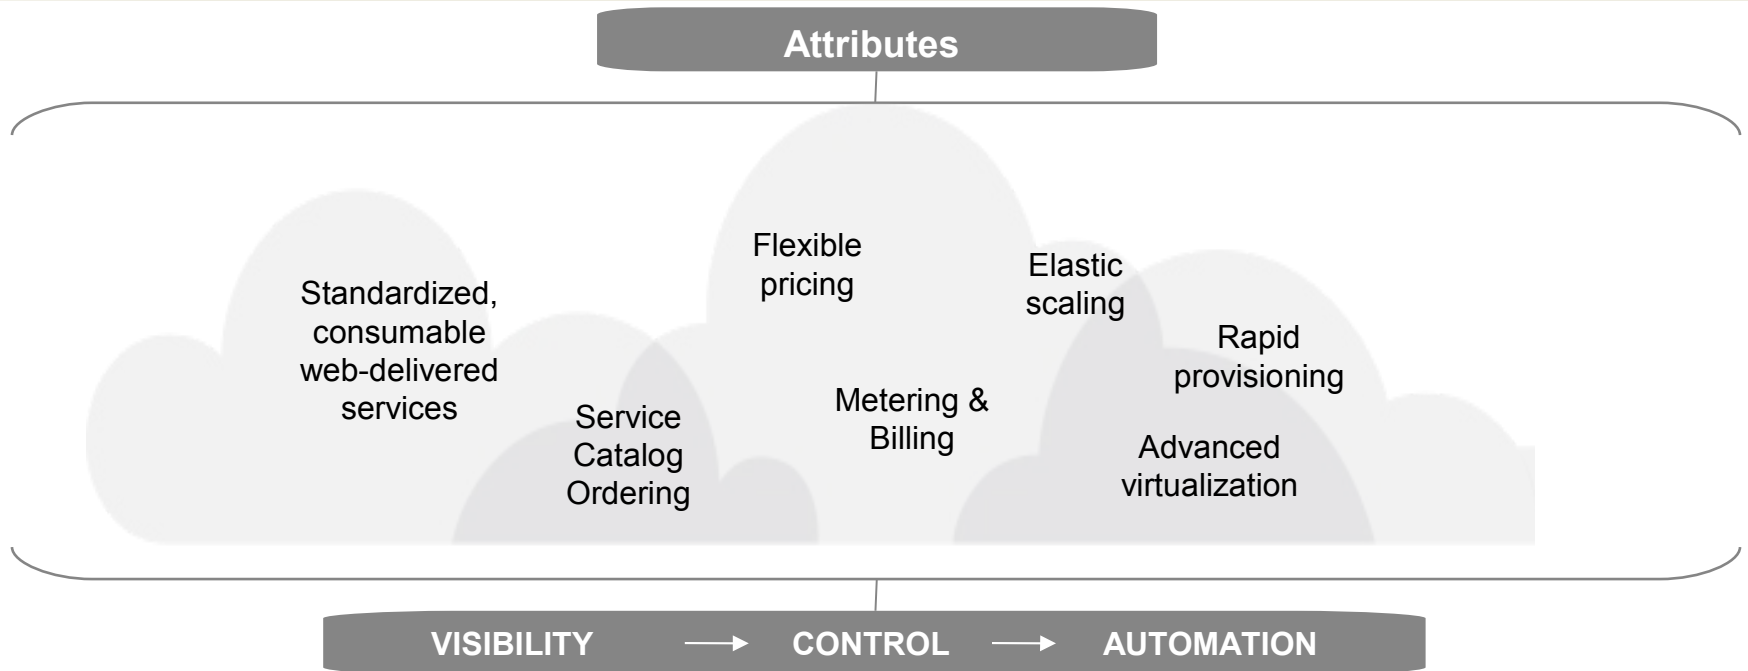 Attributes
Flexible
pricing
Elastic
scaling
Standardized,
consumable
web-delivered
services
Rapid
provisioning
Metering &
Billing
Service
Catalog
Ordering
Advanced
virtualization
VISIBILITY → CONTROL → AUTOMATION